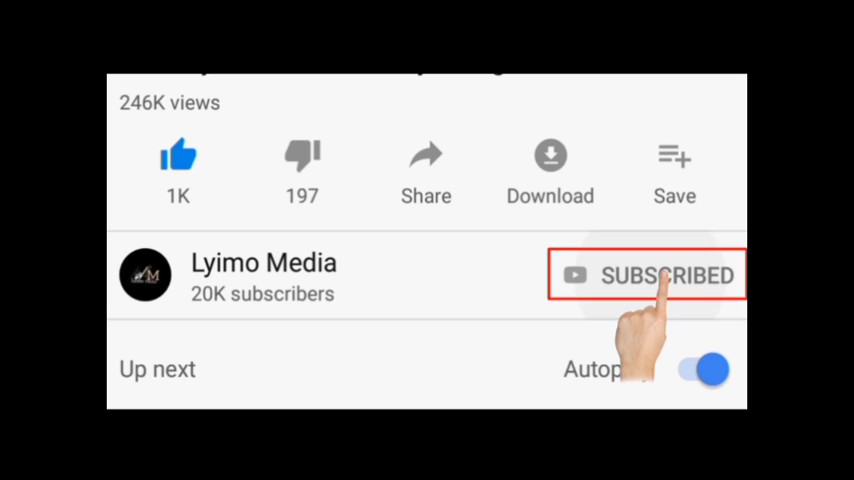 246K views
1K 197 Share Download Save
Lyimo Media SUBSCRIBED
20K subscribers
Up next